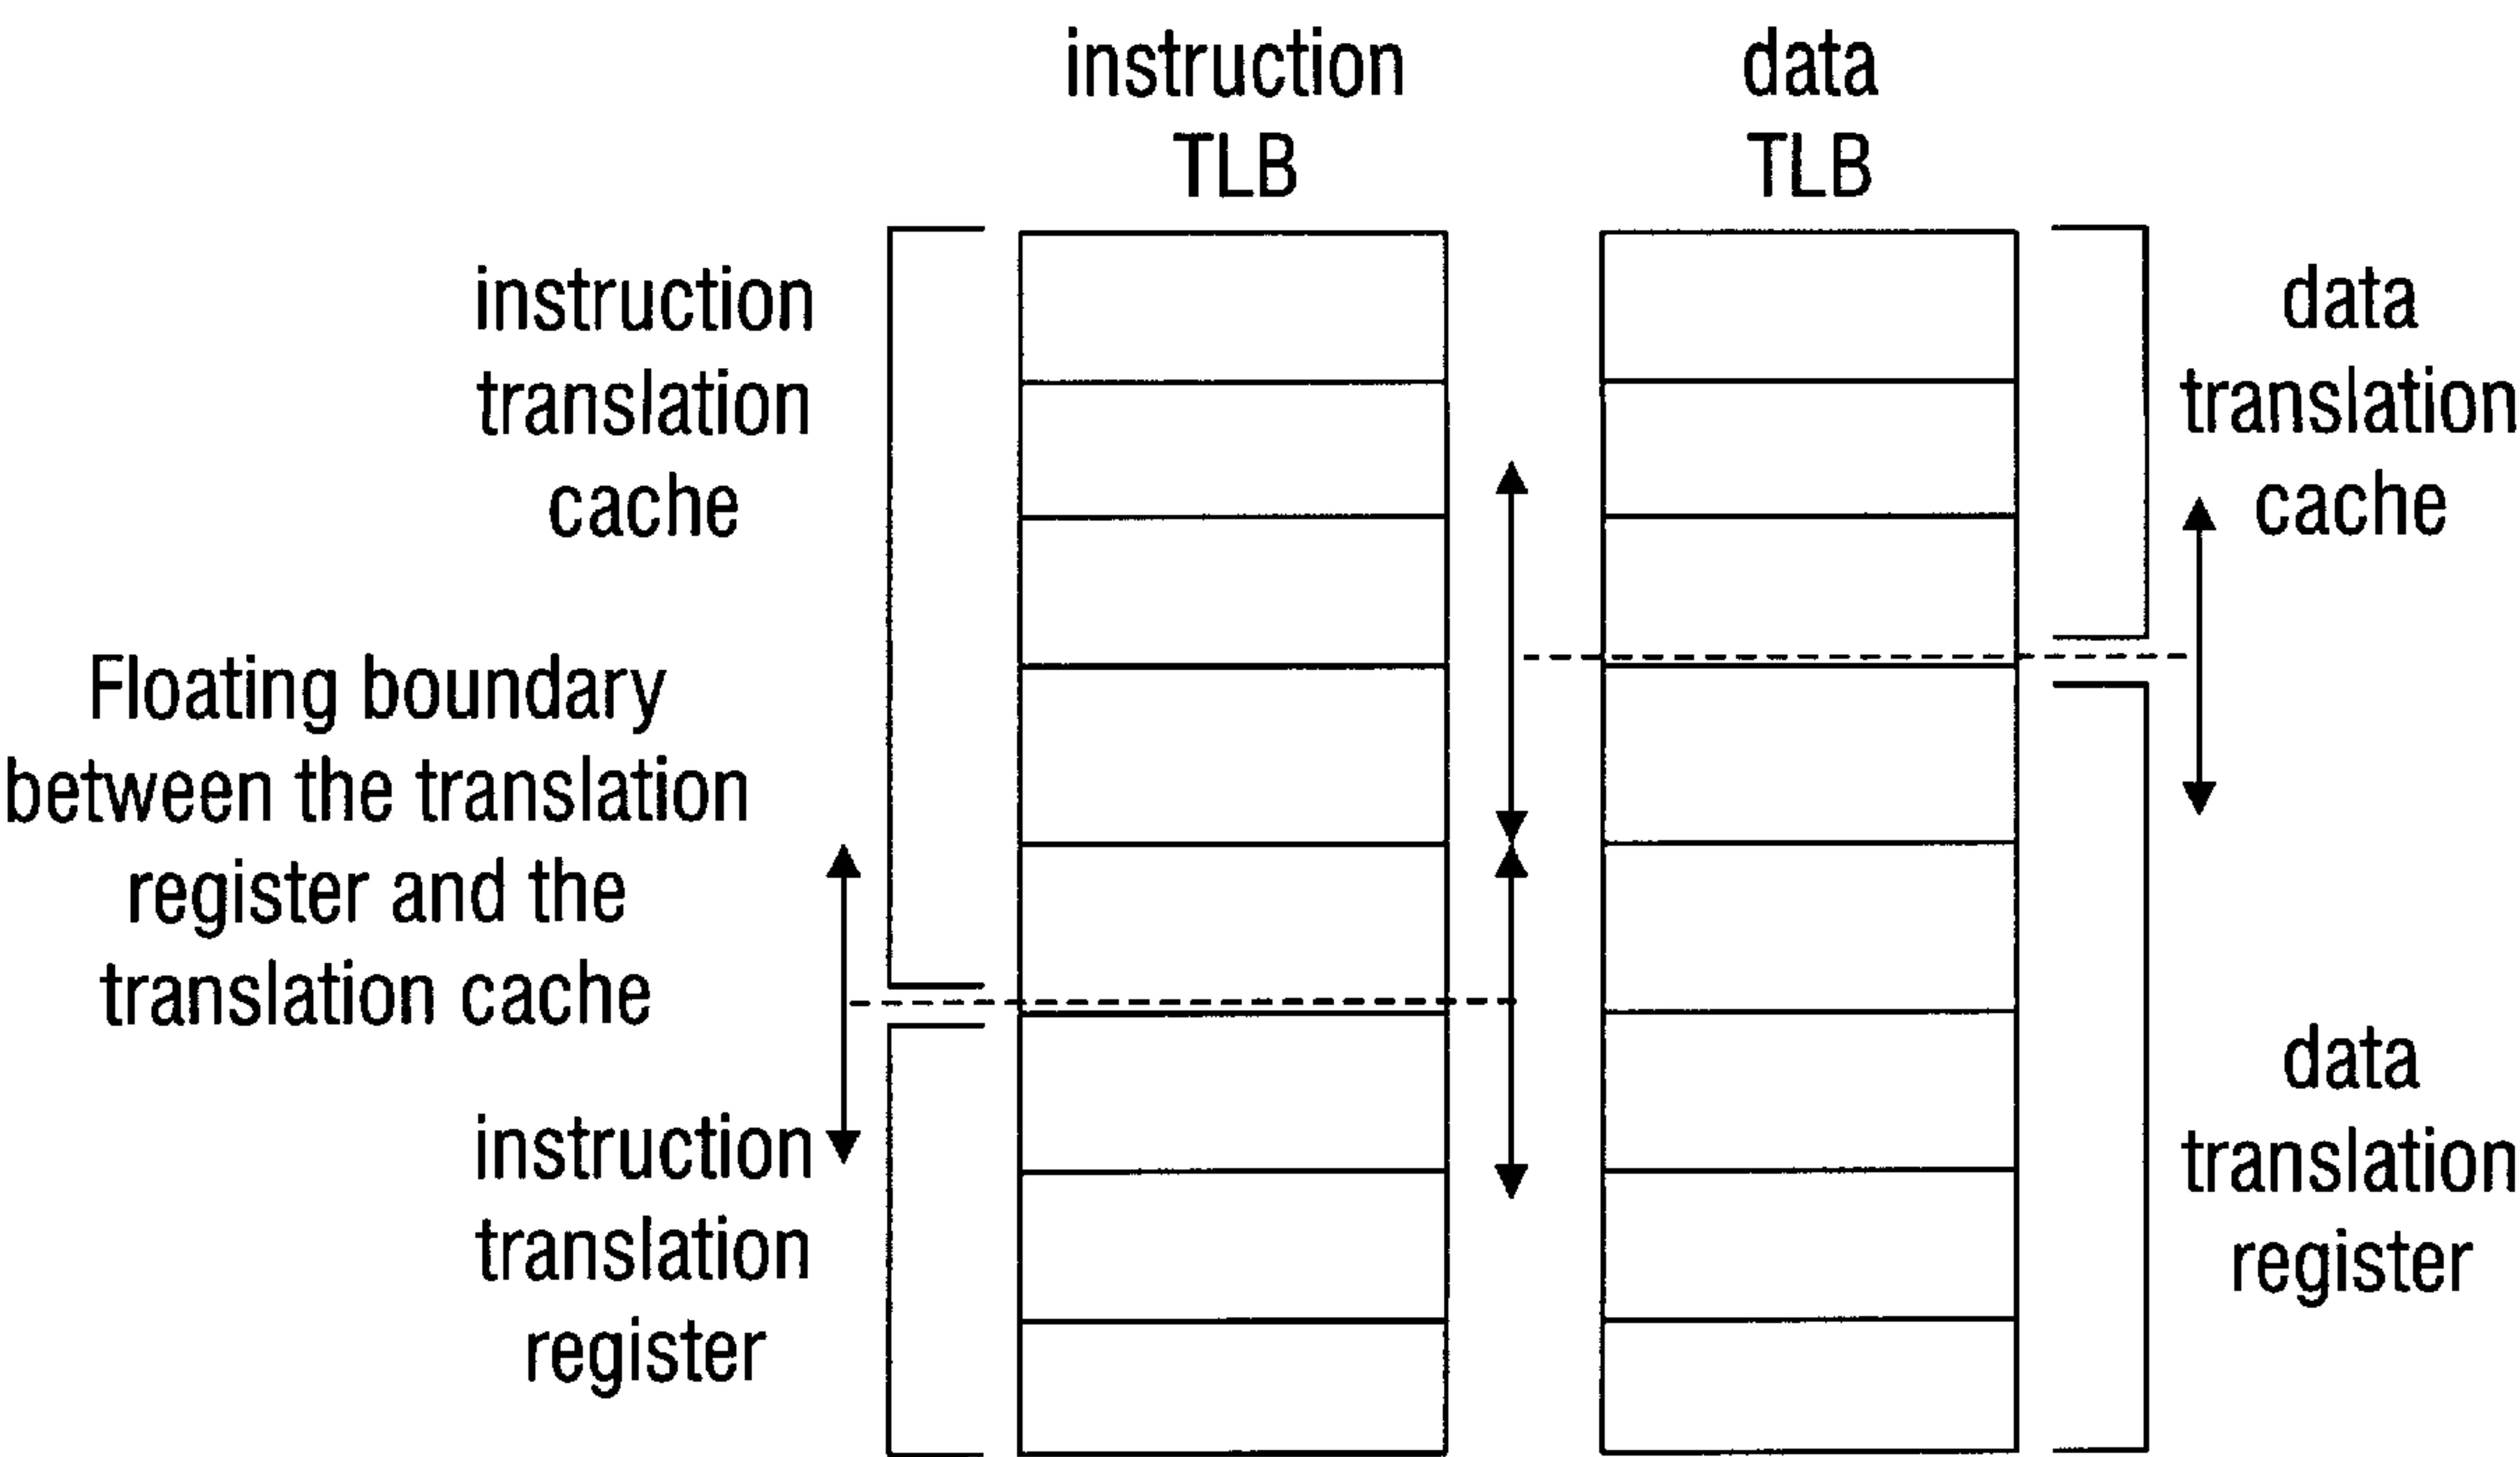 instruction
TLB
data
TLB
instruction
translation
cache
data
translation
cache
Floating boundary
between the translation
register and the
translation cache
instruction
translation
register
data
translation
register